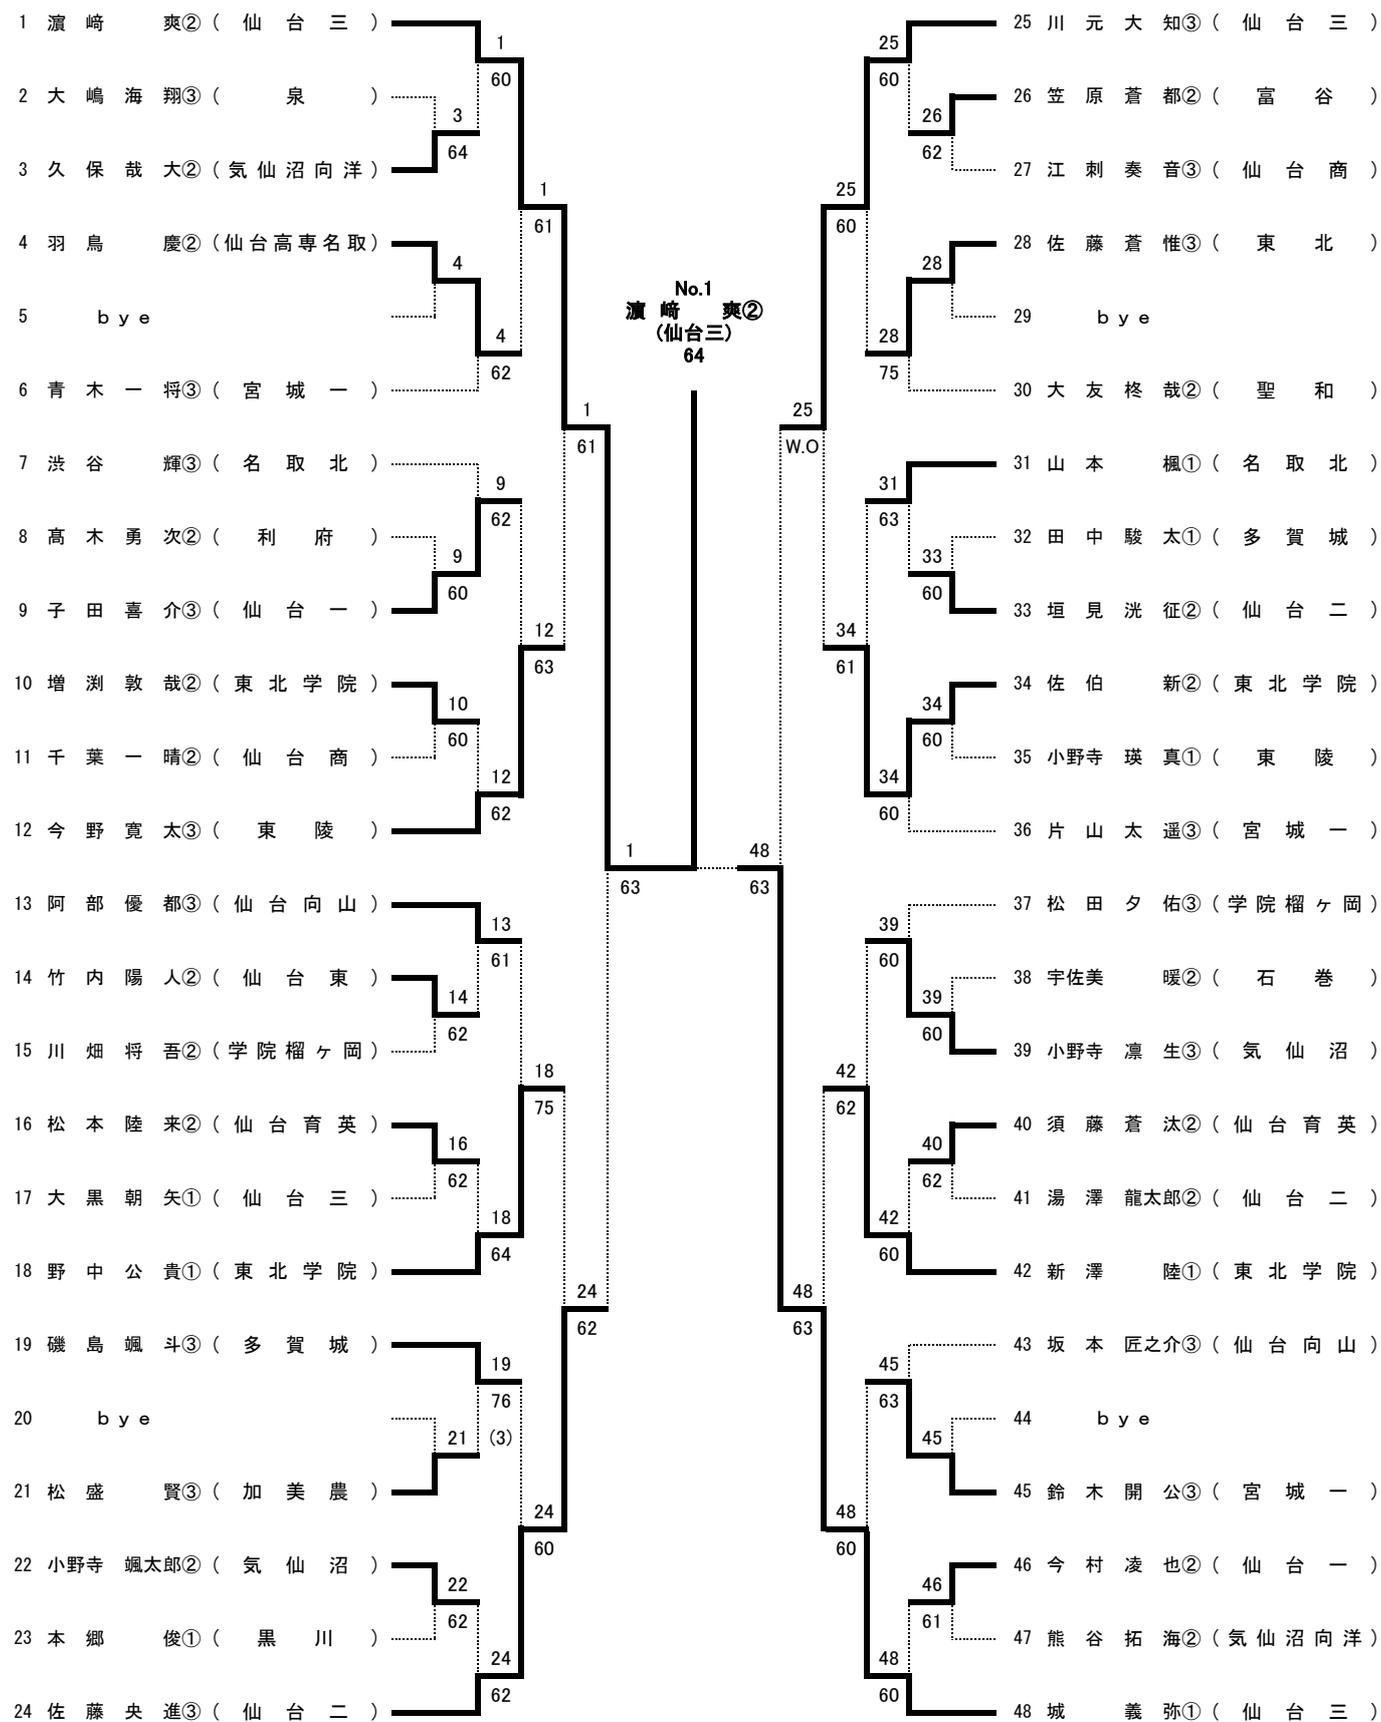 1 濵﨑 爽② (仙台三)
2 大嶋海翔③ (泉)
3 久保哉大② (気仙沼向洋)
4 羽鳥 慶② (仙台高専名取)
5 bye
6 青木一将③ (宮城一)
7 渋谷 輝③ (名取北)
8 髙木勇次② (利府)
9 子田喜介③ (仙台一)
10 増渕敦哉② (東北学院)
11 千葉一晴② (仙台商)
12 今野寛太③ (東陵)
13 阿部優都③ (仙台向山)
14 竹内陽人② (仙台東)
15 川畑将吾② (学院榴ヶ岡)
16 松本陸来② (仙台育英)
17 大黒朝矢① (仙台三)
18 野中公貴① (東北学院)
19 磯島颯斗③ (多賀城)
20 bye
21 松盛 賢③ (加美農)
22 小野寺 颯太郎② (気仙沼)
23 本郷 俊① (黒川)
24 佐藤央進③ (仙台二)
3
64
4
9
60
10
60
14
62
16
62
21
22
62
1
60
4
62
9
62
12
62
13
61
18
64
19
76
(3)
24
62
1
61
12
63
18
75
24
60
1
61
24
62
1
63
No.1
濵﨑 爽②
(仙台三)
64
48
63
25
W.O
48
63
25
60
34
61
42
62
48
60
25
60
28
75
31
63
34
60
39
60
42
60
45
63
48
60
26
62
28
33
60
34
60
39
60
40
62
45
46
61
25 川元大知③ (仙台三)
26 笠原蒼都② (富谷)
27 江刺奏音③ (仙台商)
28 佐藤蒼惟③ (東北)
29 bye
30 大友柊哉② (聖和)
31 山本 楓① (名取北)
32 田中駿太① (多賀城)
33 垣見洸征② (仙台二)
34 佐伯 新② (東北学院)
35 小野寺 瑛真① (東陵)
36 片山太遥③ (宮城一)
37 松田夕佑③ (学院榴ヶ岡)
38 宇佐美 暖② (石巻)
39 小野寺 凛生③ (気仙沼)
40 須藤蒼汰② (仙台育英)
41 湯澤 龍太郎② (仙台二)
42 新澤 陸① (東北学院)
43 坂本 匠之介③ (仙台向山)
44 bye
45 鈴木開公③ (宮城一)
46 今村凌也② (仙台一)
47 熊谷拓海② (気仙沼向洋)
48 城 義弥① (仙台三)